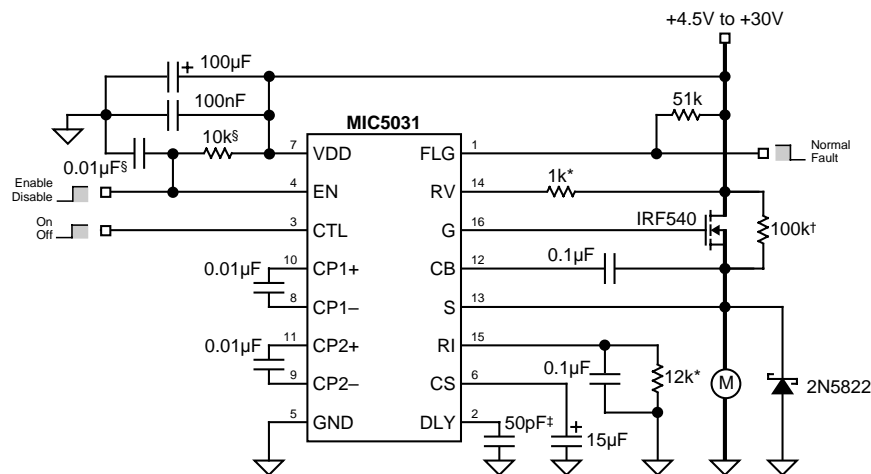 +4.5V to +30V
+
100µF
100nF
51k
MIC5031
10k§
0.01µF§
7 VDD FLG 1
Normal
Fault
Enable
Disable
4 EN RV 14
1k*
On
Off
3 CTL G 16
IRF540
100k†
10 CP1+ CB 12
0.1µF
0.01µF
8 CP1– S 13
11 CP2+ RI 15
0.01µF
0.1µF
12k*
9 CP2– CS 6
M
2N5822
5 GND DLY 2
50pF‡
+
15µF